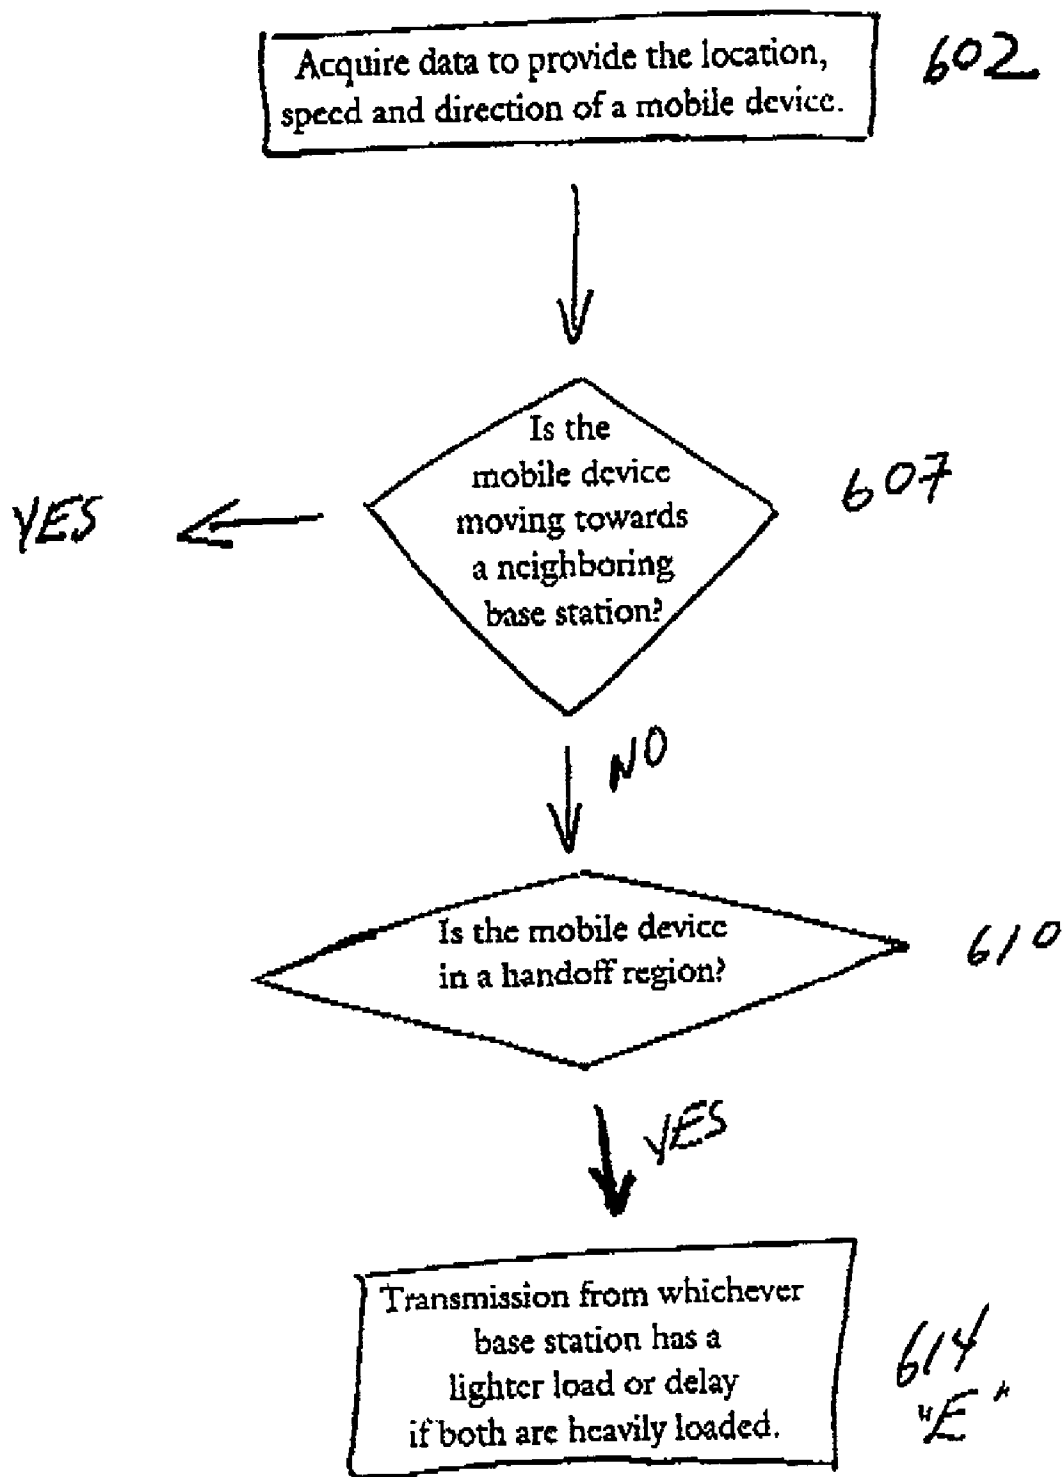 Acquire data to provide the location,
speed and direction of a mobile device.
602
Is the
mobile device
moving towards
a neighboring
base station?
607
YES
NO
Is the mobile device
in a handoff region?
610
YES
Transmission from whichever
base station has a
lighter load or delay
if both are heavily loaded.
614
"E"